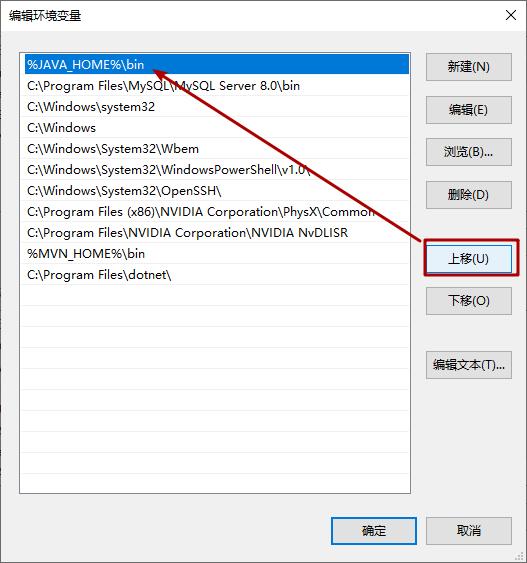 编辑环境变量
%JAVA_HOME%\bin
C:\Program Files\MySQL\MySQL Server 8.0\bin
C:\Windows\system32
C:\Windows
C:\Windows\System32\Wbem
C:\Windows\System32\WindowsPowerShell\v1.0\
C:\Windows\System32\OpenSSH\
C:\Program Files (x86)\NVIDIA Corporation\PhysX\Common
C:\Program Files\NVIDIA Corporation\NVIDIA NvDLISR
%MVN_HOME%\bin
C:\Program Files\dotnet\
新建(N)
编辑(E)
浏览(B)...
删除(D)
上移(U)
下移(O)
编辑文本(T)...
确定
取消